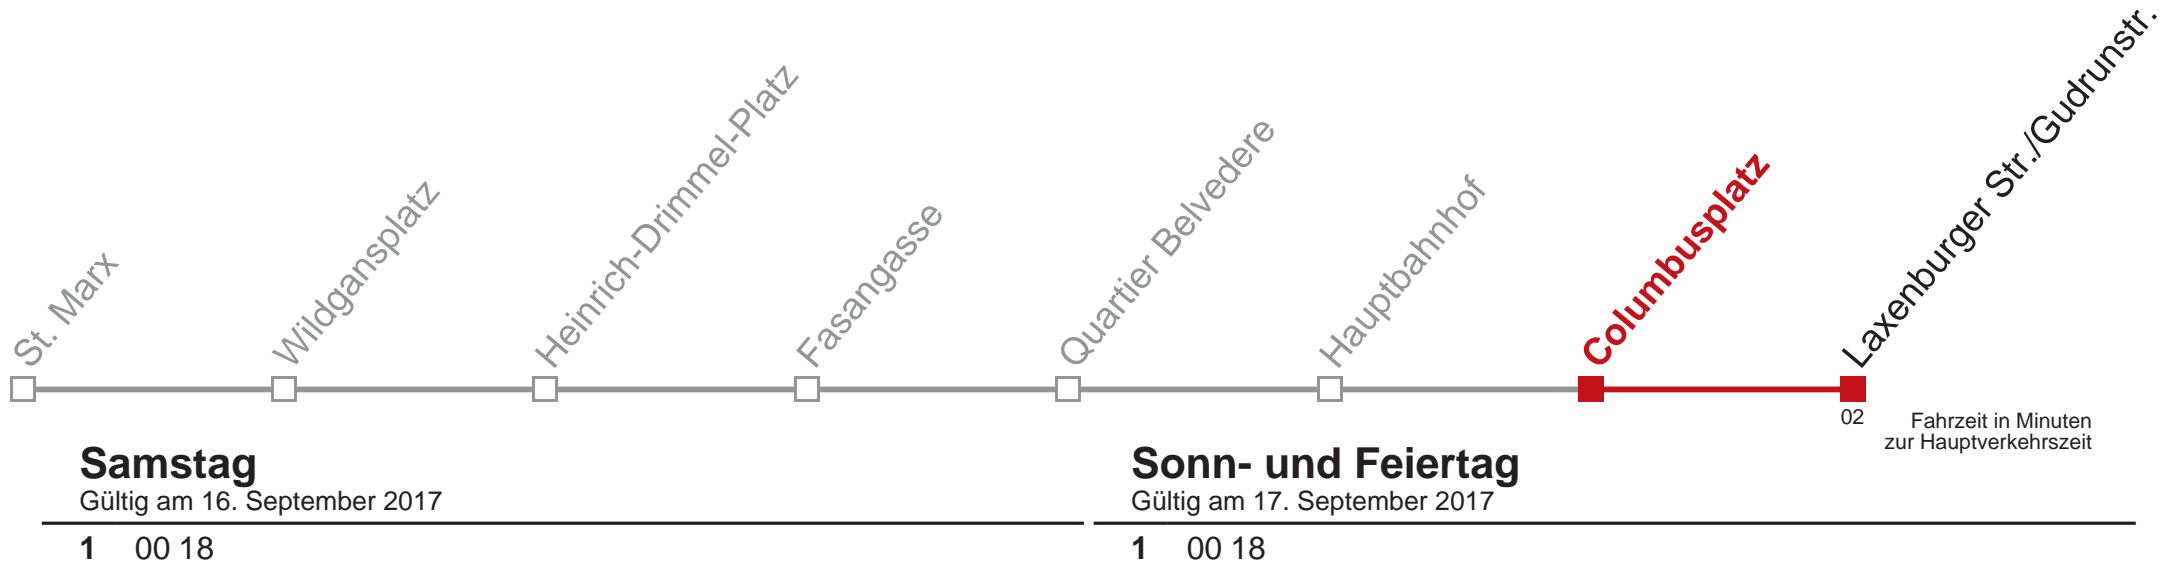 St. Marx
Wildgansplatz
Heinrich-Drimmel-Platz
Fasangasse
Quartier Belvedere
Hauptbahnhof
Columbusplatz
Laxenburger Str./Gudrunstr.
02
Fahrzeit in Minuten
zur Hauptverkehrszeit
Samstag
Gültig am 16. September 2017
1 00 18
Sonn- und Feiertag
Gültig am 17. September 2017
1 00 18